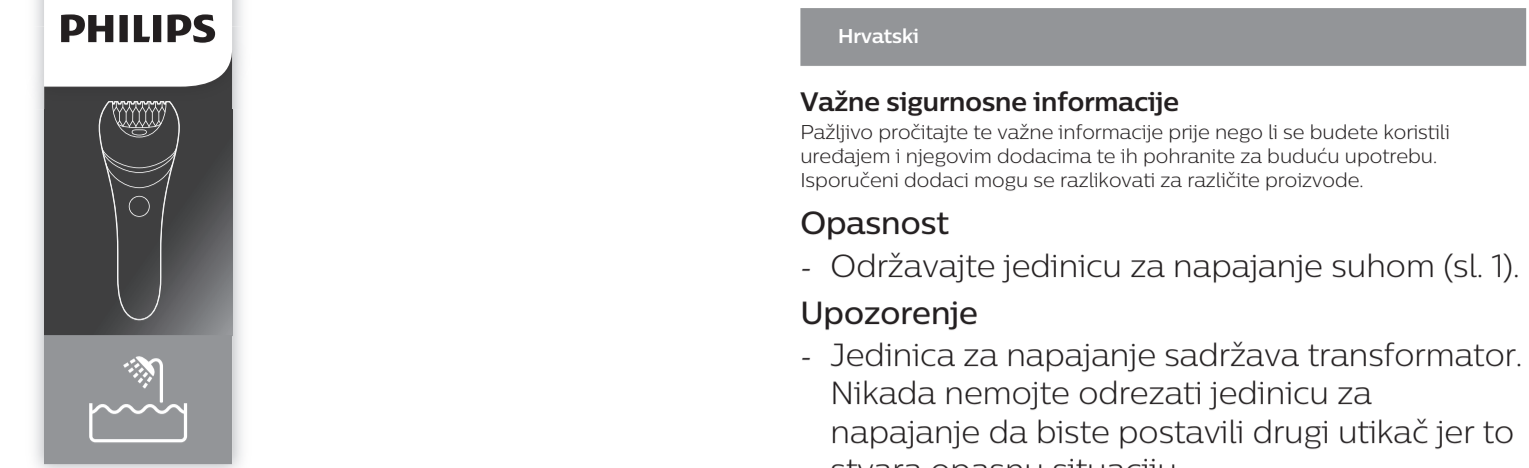 PHILIPS
Hrvatski
Važne sigurnosne informacije
Pažljivo pročitajte te važne informacije prije nego li se budete koristili
uređajem i njegovim dodacima te ih pohranite za buduću upotrebu.
Isporučeni dodaci mogu se razlikovati za različite proizvode.
Opasnost
- Održavajte jedinicu za napajanje suhom (sl. 1).
Upozorenje
- Jedinica za napajanje sadržava transformator.
Nikada nemojte odrezati jedinicu za
napajanje da biste postavili drugi utikač jer to
stvara opasnu situaciju